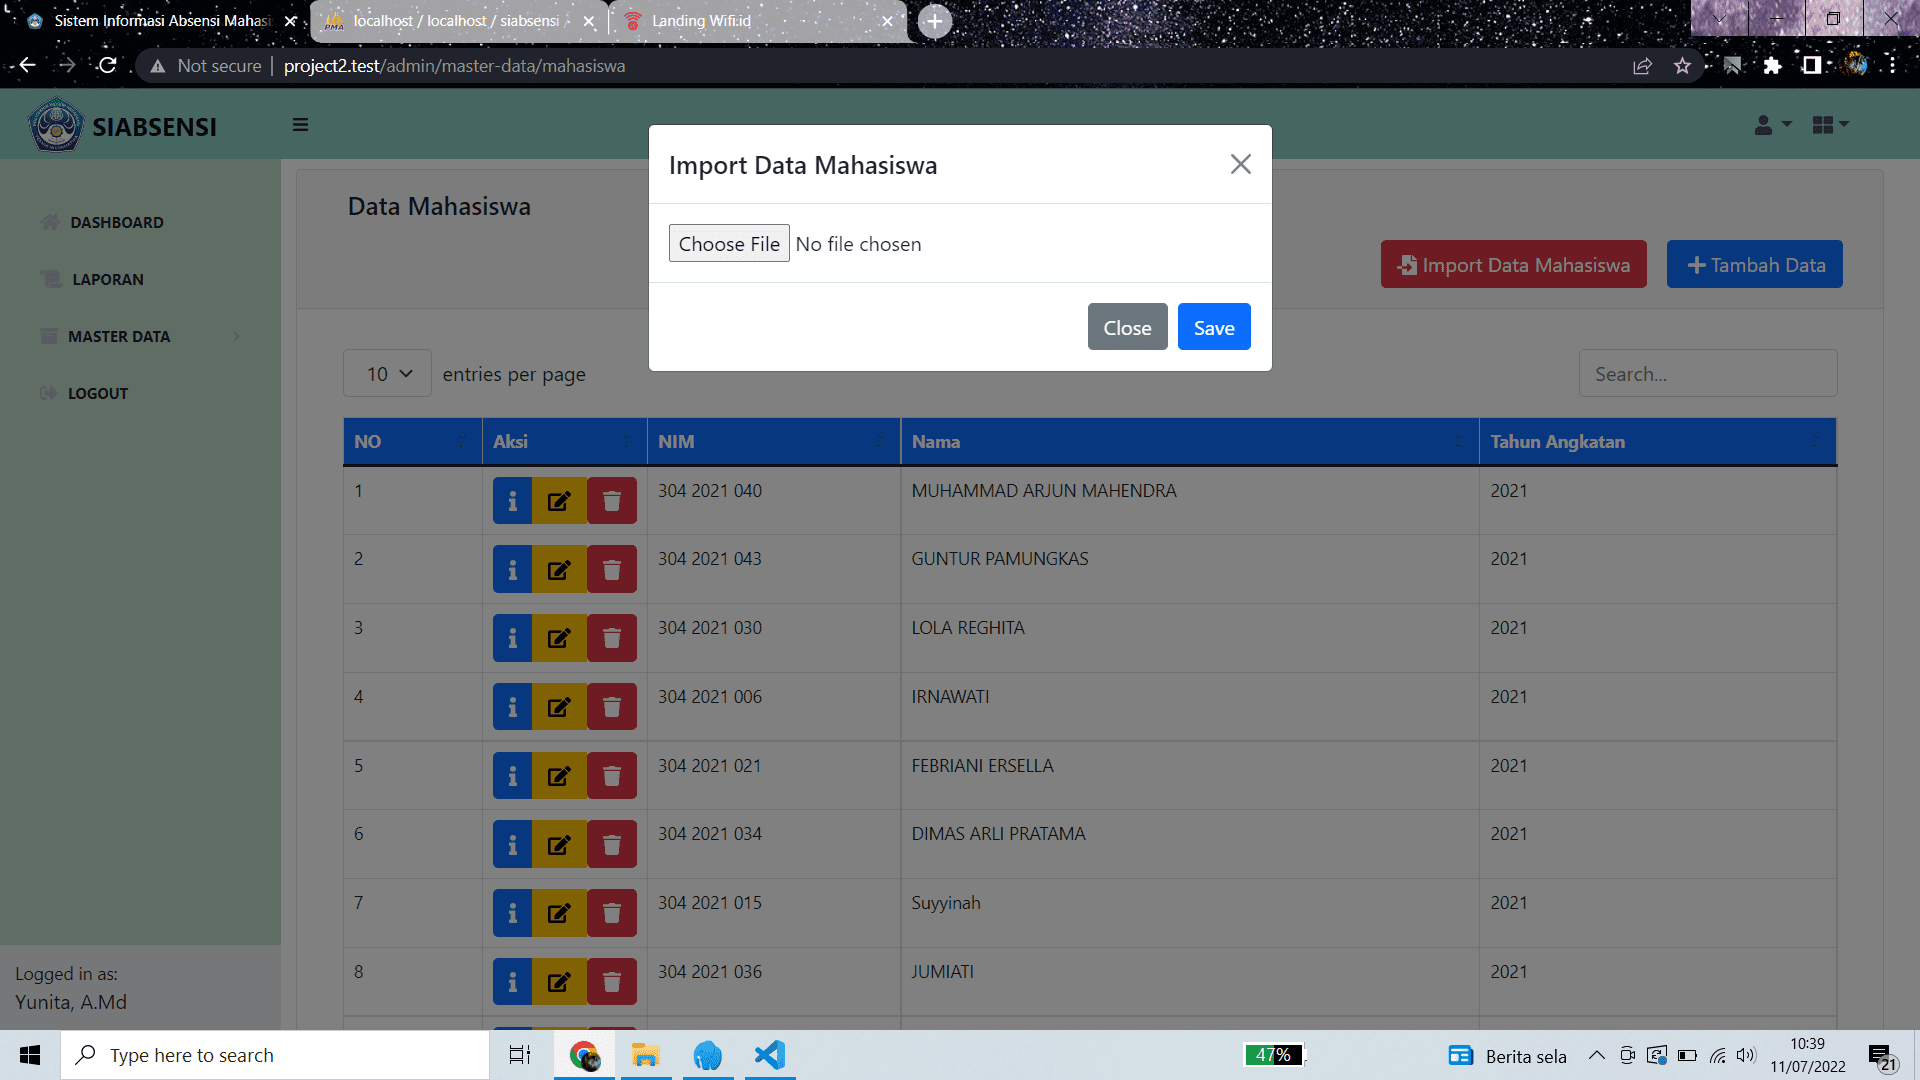 Sistem Informasi Absensi Mahasi
localhost / localhost / siabsensi /
Landing Wifi.id
Not secure
project2.test/admin/master-data/mahasiswa
SIABSENSI
DASHBOARD
LAPORAN
MASTER DATA
LOGOUT
Logged in as:
Yunita, A.Md
Data Mahasiswa
Import Data Mahasiswa
Tambah Data
Import Data Mahasiswa
Choose File No file chosen
Close
Save
10 entries per page
Search...
NO Aksi NIM Nama Tahun Angkatan
1 304 2021 040 MUHAMMAD ARJUN MAHENDRA 2021
2 304 2021 043 GUNTUR PAMUNGKAS 2021
3 304 2021 030 LOLA REGHITA 2021
4 304 2021 006 IRNAWATI 2021
5 304 2021 021 FEBRIANI ERSELLA 2021
6 304 2021 034 DIMAS ARLI PRATAMA 2021
7 304 2021 015 Suyyinah 2021
8 304 2021 036 JUMIATI 2021
Type here to search
47%
Berita sela
10:39
11/07/2022
21